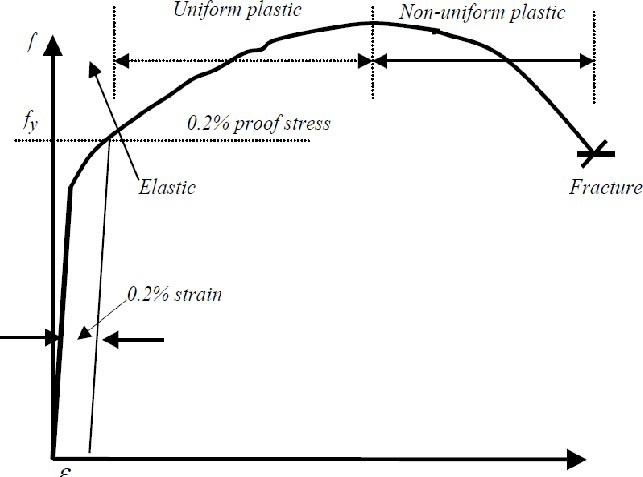 Uniform plastic
Non-uniform plastic
f
fy
0.2% proof stress
Elastic
Fracture
0.2% strain
ε